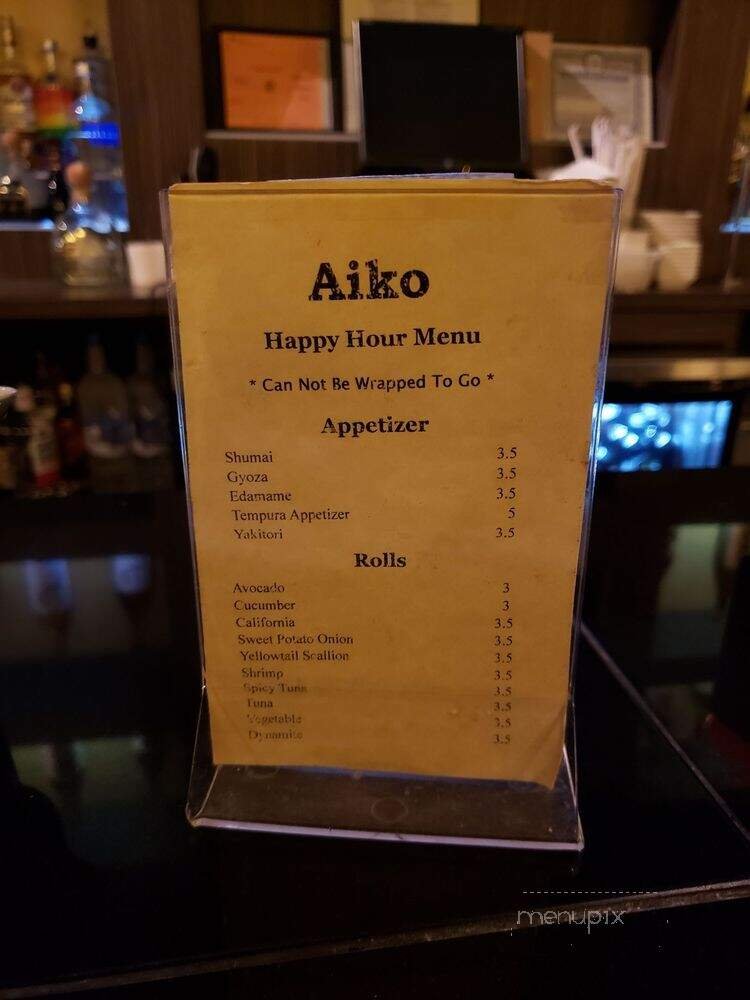 Aiko
Happy Hour Menu
* Can Not Be Wrapped To Go *
Appetizer
Shumai 3.5
Gyoza 3.5
Edamame 3.5
Tempura Appetizer 5
Yakitori 3.5
Rolls
Avocado 3
Cucumber 3
California 3.5
Sweet Potato Onion 3.5
Yellowtail Scallion 3.5
Shrimp 3.5
Spicy Tuna 3.5
Tuna 3.5
Vegetable 3.5
Dynamite 3.5
menupix